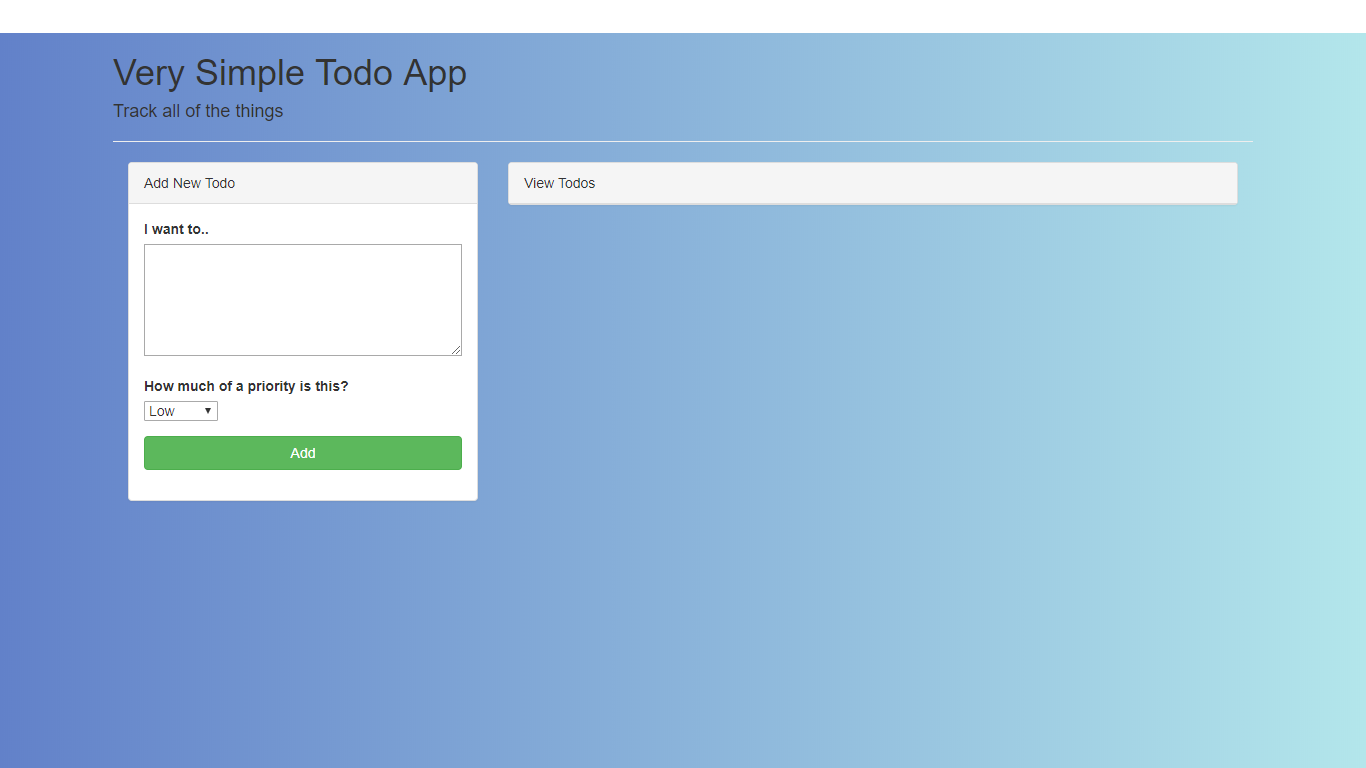 Very Simple Todo App
Track all of the things
Add New Todo
View Todos
I want to..
How much of a priority is this?
Low
Add